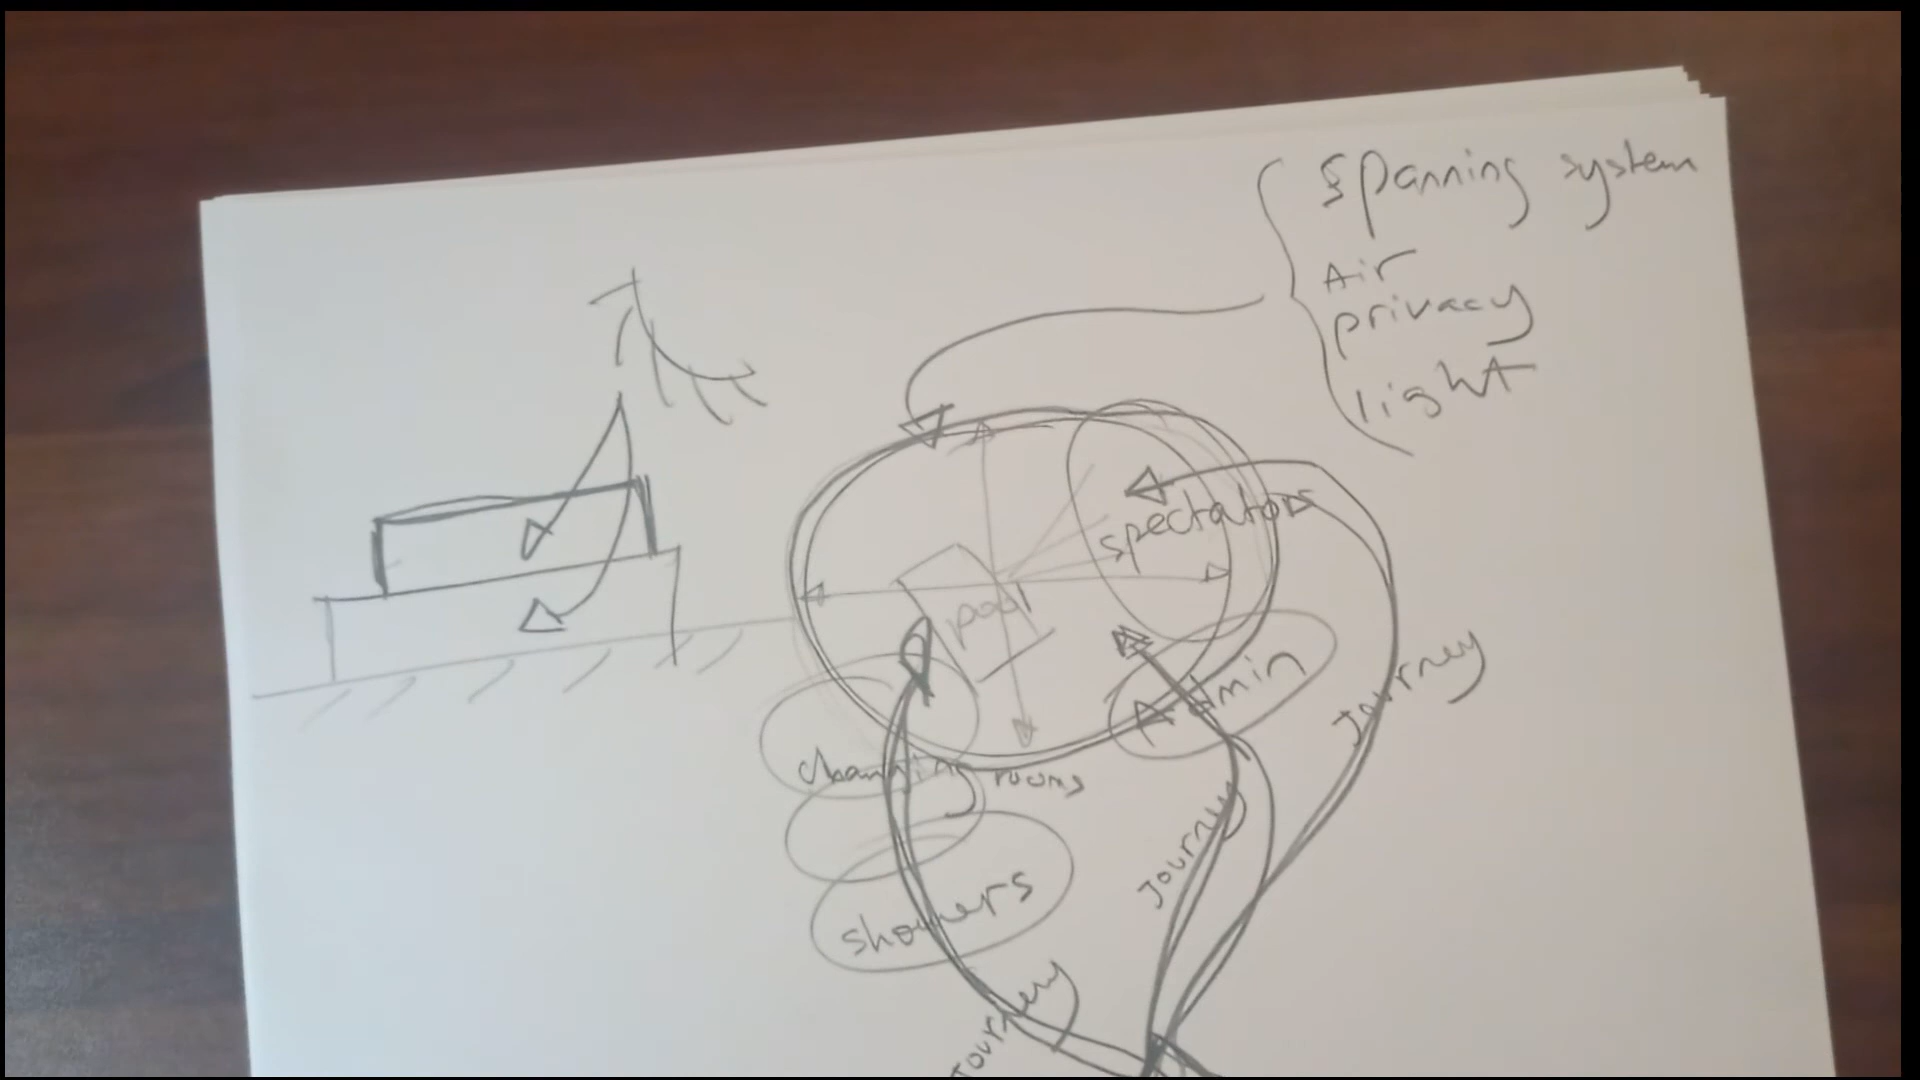 spanning system
Air
privacy
light
spectators
pool
Admin
Journey
changing rooms
Journey
showers
Journey